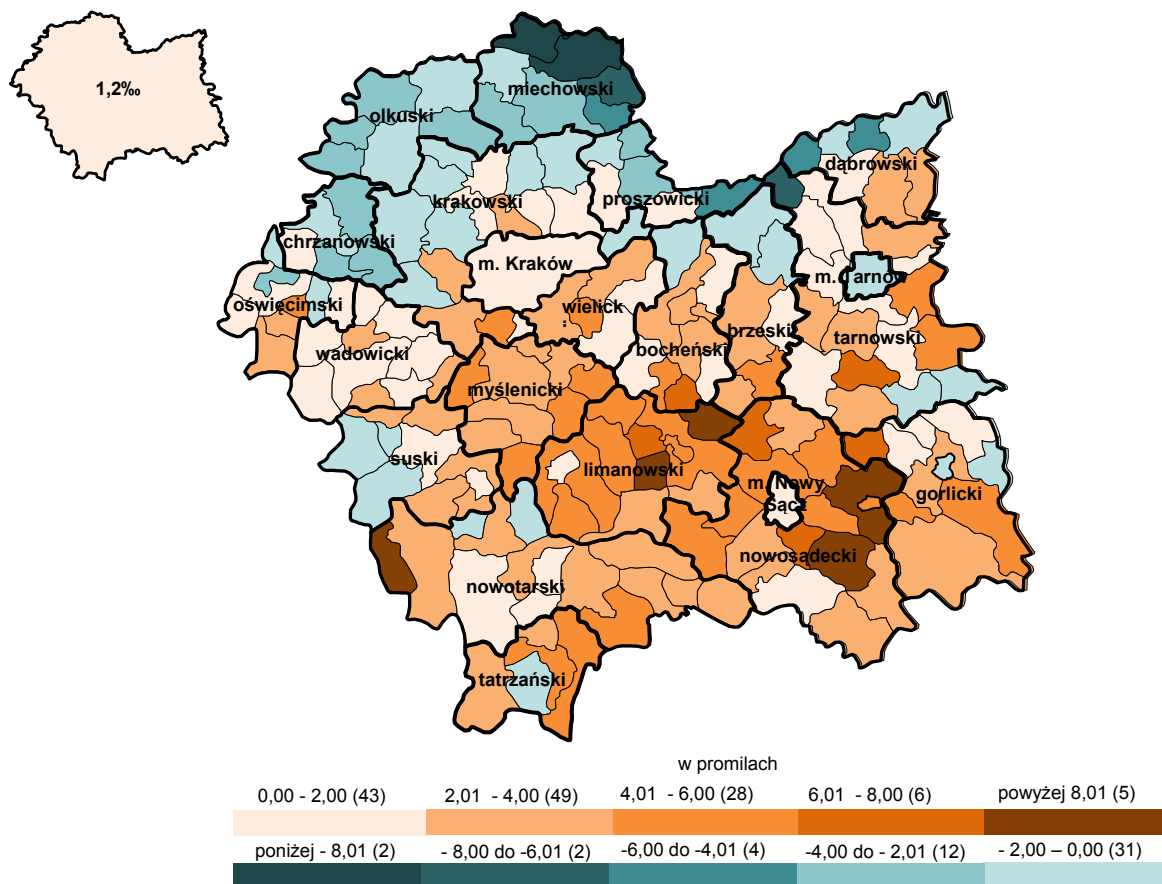 1,2‰
miechowski
olkuski
dąbrowski
krakowski
proszowicki
chrzanowski
m. Kraków
m. Tarnów
oświęcimski
wielick
:
brzeski
tarnowski
wadowicki
bocheński
myślenicki
suski
limanowski
m. Nowy
Sącz
gorlicki
nowosądecki
nowotarski
tatrzański
w promilach
0,00 - 2,00 (43)
2,01 - 4,00 (49)
4,01 - 6,00 (28)
6,01 - 8,00 (6)
powyżej 8,01 (5)
poniżej - 8,01 (2)
- 8,00 do -6,01 (2)
-6,00 do -4,01 (4)
-4,00 do - 2,01 (12)
- 2,00 – 0,00 (31)